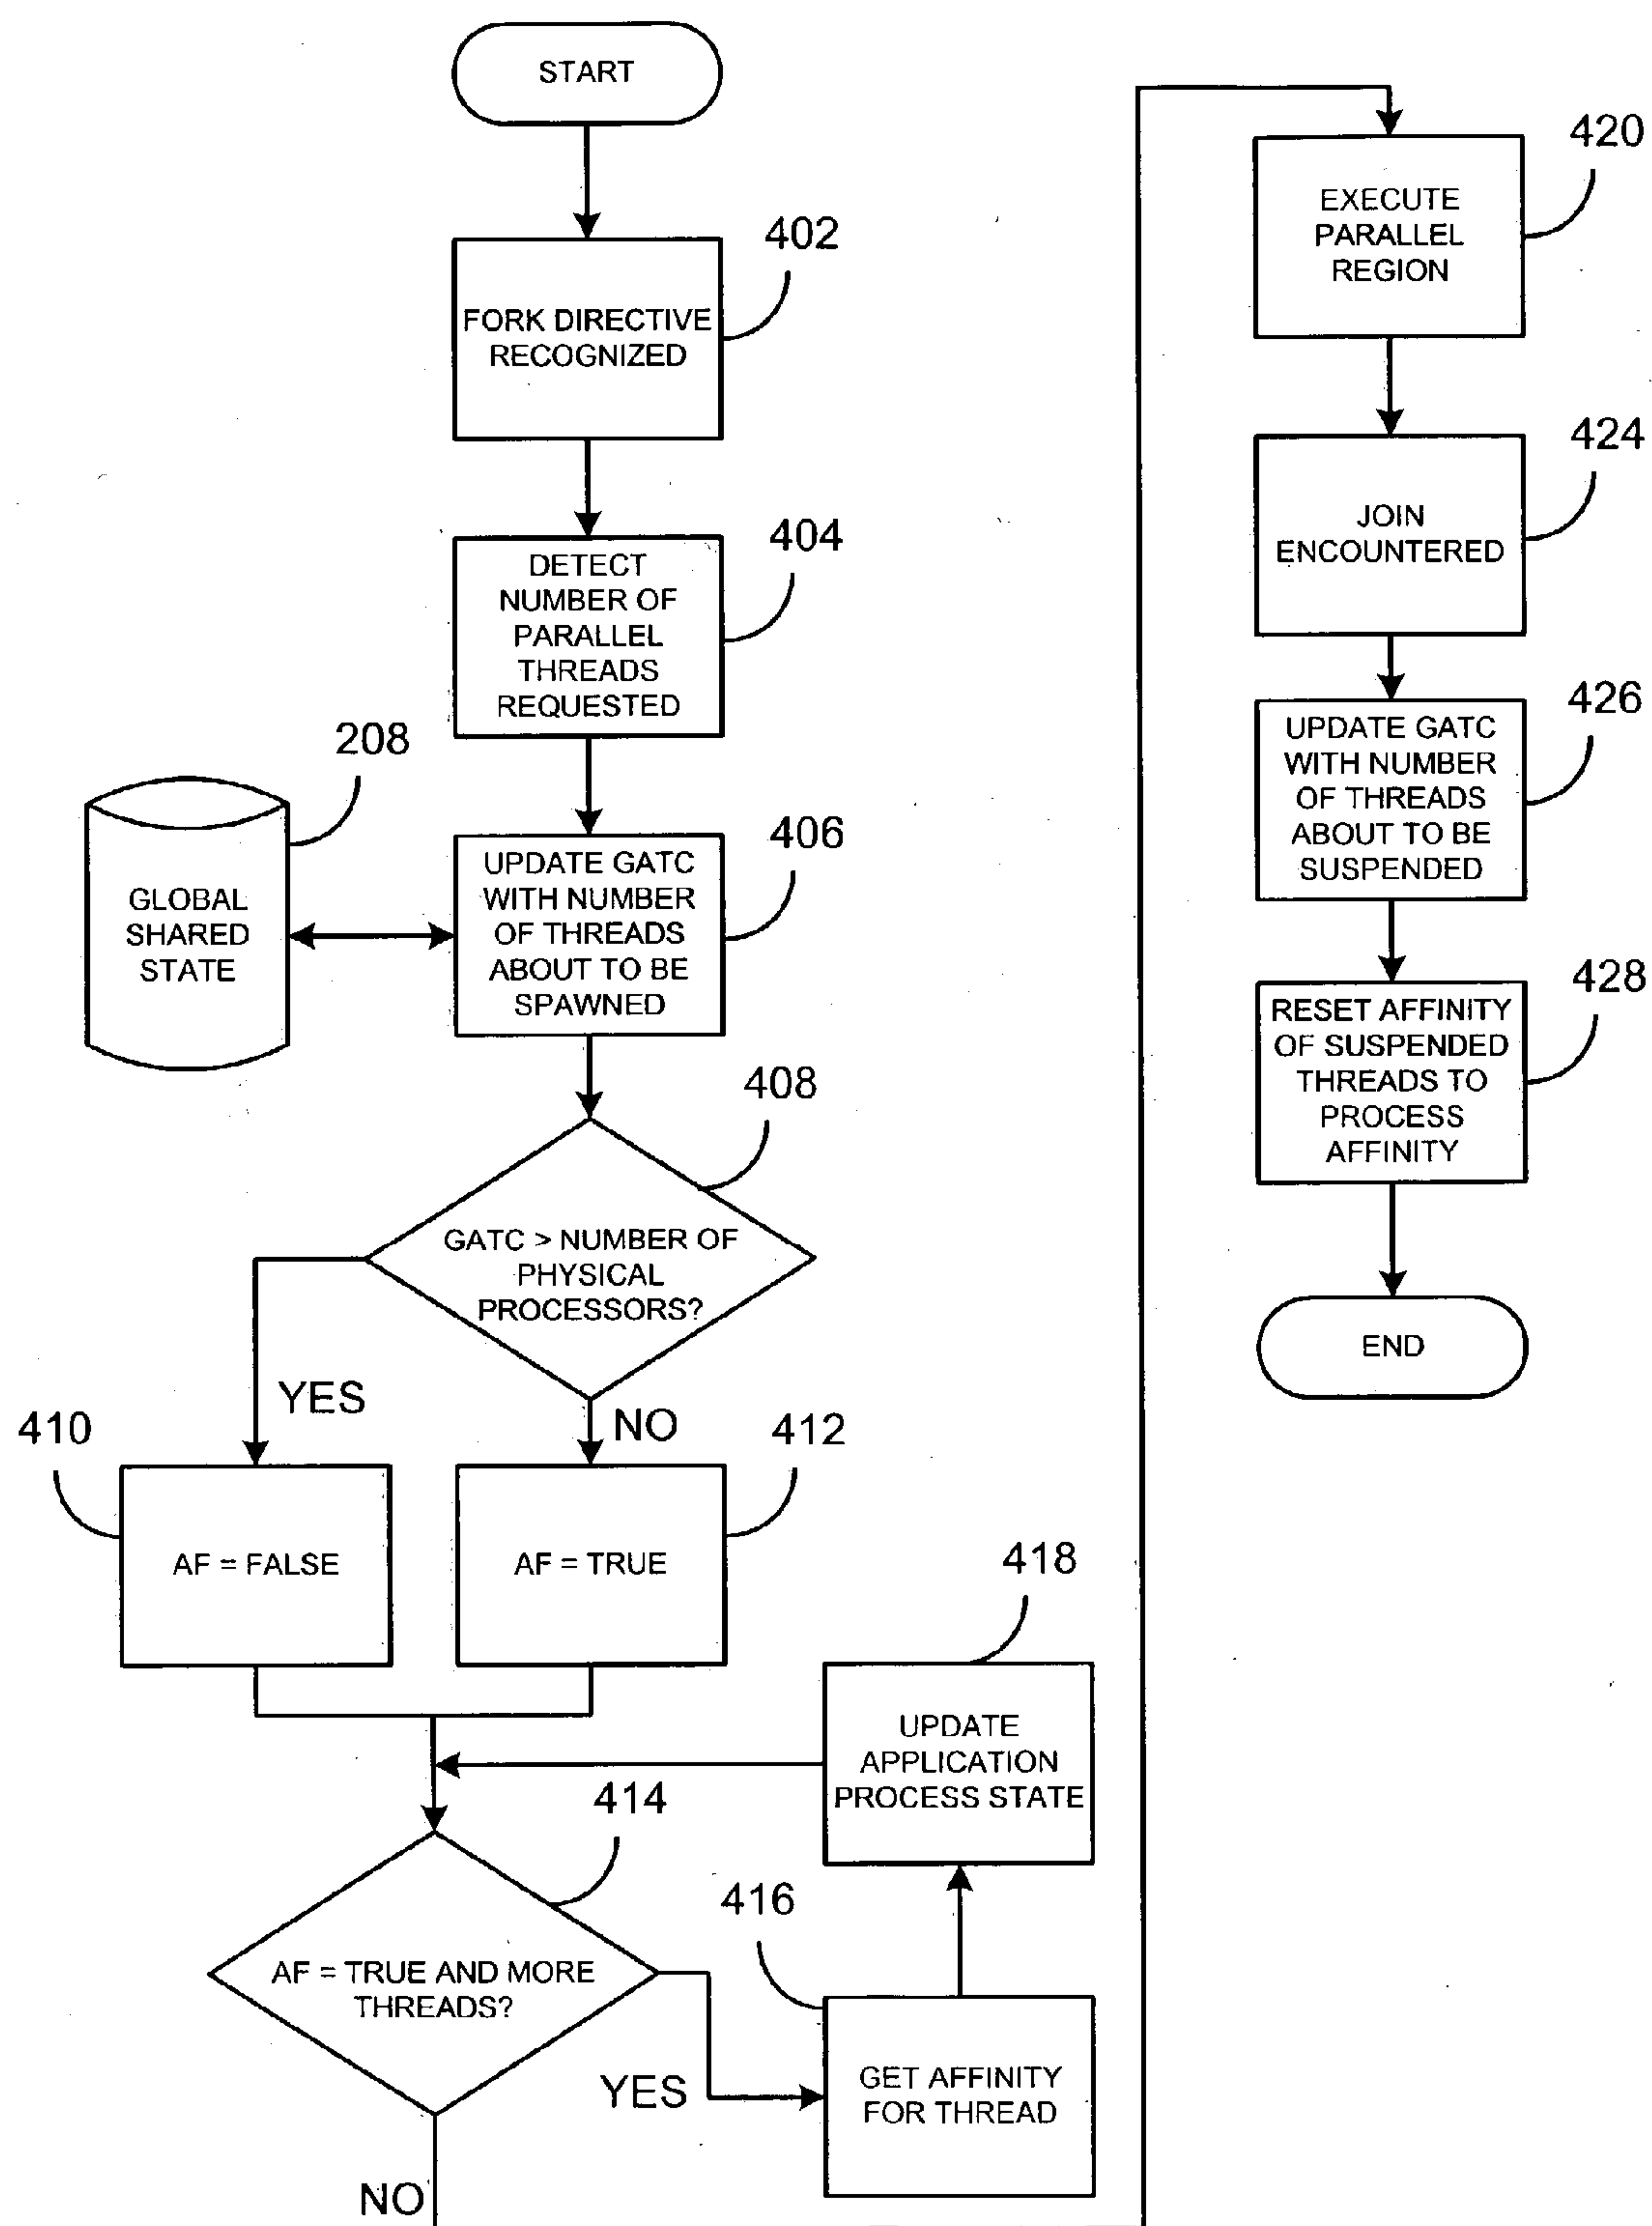 START
402
FORK DIRECTIVE
RECOGNIZED
404
DETECT
NUMBER OF
PARALLEL
THREADS
REQUESTED
208
GLOBAL
SHARED
STATE
406
UPDATE GATC
WITH NUMBER
OF THREADS
ABOUT TO BE
SPAWNED
408
GATC > NUMBER OF
PHYSICAL
PROCESSORS?
YES
NO
410
AF = FALSE
412
AF = TRUE
418
UPDATE
APPLICATION
PROCESS STATE
414
AF = TRUE AND MORE
THREADS?
YES
416
GET AFFINITY
FOR THREAD
NO
420
EXECUTE
PARALLEL
REGION
424
JOIN
ENCOUNTERED
426
UPDATE GATC
WITH NUMBER
OF THREADS
ABOUT TO BE
SUSPENDED
428
RESET AFFINITY
OF SUSPENDED
THREADS TO
PROCESS
AFFINITY
END